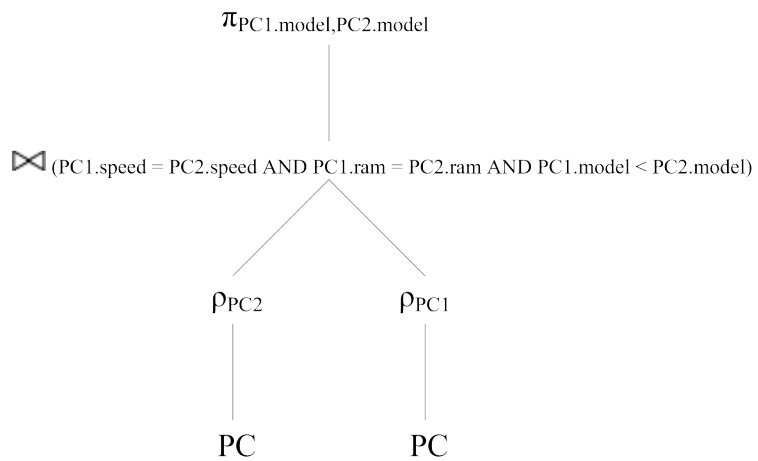 πPC1.model,PC2.model
⋈ (PC1.speed = PC2.speed AND PC1.ram = PC2.ram AND PC1.model < PC2.model)
ρPC2 ρPC1
PC PC